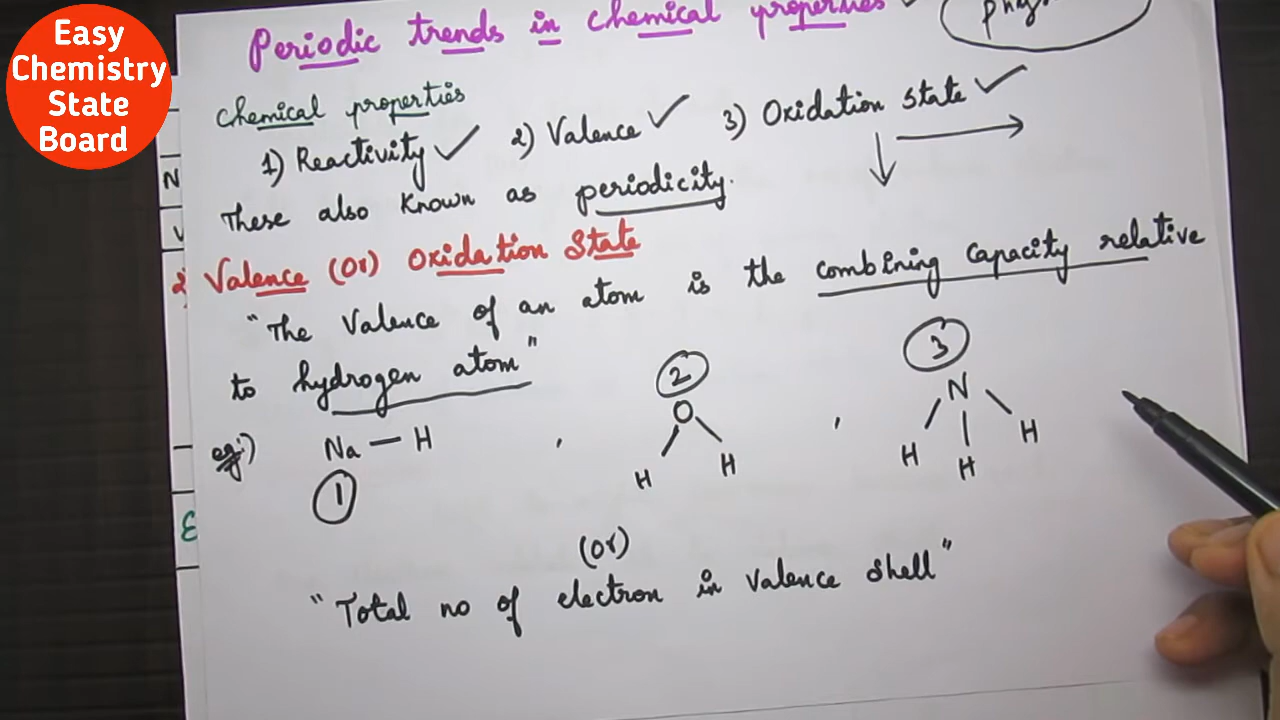 Easy
Chemistry
State
Board
Periodic trends in chemical properties
Chemical properties
1) Reactivity ✓ 2) Valence ✓ 3) Oxidation state ✓
These also known as periodicity.
Valence (Or) Oxidation State
"The Valence of an atom is the combining capacity relative
to hydrogen atom"
eg:) Na — H , O , N
H H
H H H
1 2 3
(Or)
"Total no of electron in valence shell"
N
V
E